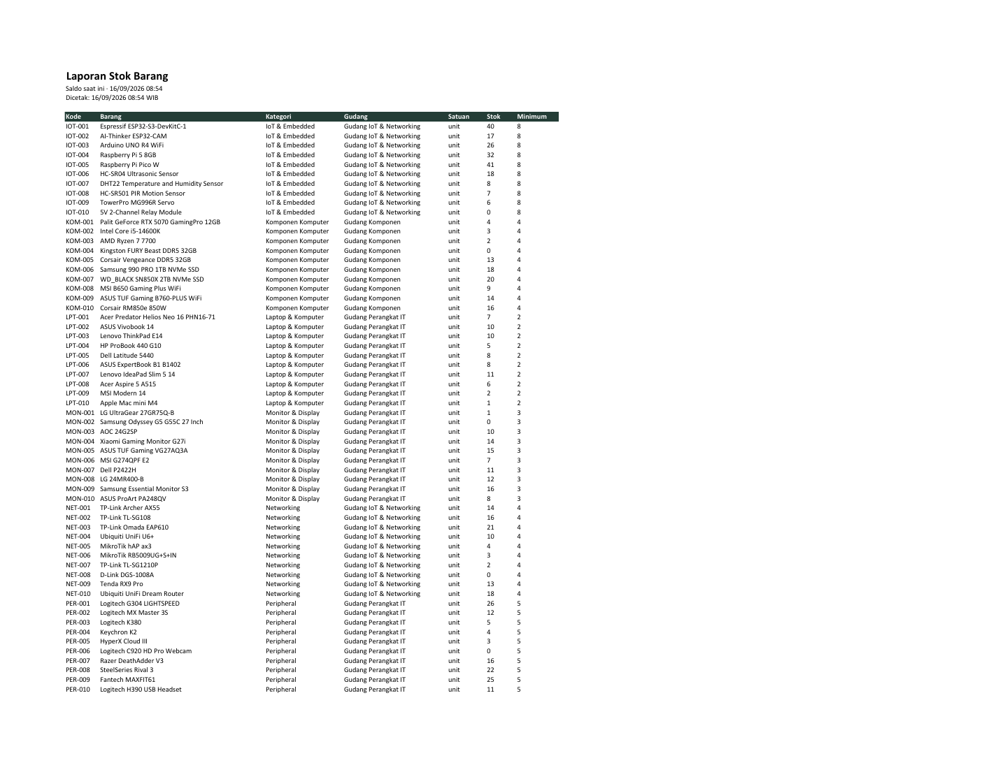 Laporan Stok Barang
Saldo saat ini · 16/09/2026 08:54
Dicetak: 16/09/2026 08:54 WIB
Kode Barang Kategori Gudang Satuan Stok Minimum
IOT-001 Espressif ESP32-S3-DevKitC-1 IoT & Embedded Gudang IoT & Networking unit 40 8
IOT-002 AI-Thinker ESP32-CAM IoT & Embedded Gudang IoT & Networking unit 17 8
IOT-003 Arduino UNO R4 WiFi IoT & Embedded Gudang IoT & Networking unit 26 8
IOT-004 Raspberry Pi 5 8GB IoT & Embedded Gudang IoT & Networking unit 32 8
IOT-005 Raspberry Pi Pico W IoT & Embedded Gudang IoT & Networking unit 41 8
IOT-006 HC-SR04 Ultrasonic Sensor IoT & Embedded Gudang IoT & Networking unit 18 8
IOT-007 DHT22 Temperature and Humidity Sensor IoT & Embedded Gudang IoT & Networking unit 8 8
IOT-008 HC-SR501 PIR Motion Sensor IoT & Embedded Gudang IoT & Networking unit 7 8
IOT-009 TowerPro MG996R Servo IoT & Embedded Gudang IoT & Networking unit 6 8
IOT-010 5V 2-Channel Relay Module IoT & Embedded Gudang IoT & Networking unit 0 8
KOM-001 Palit GeForce RTX 5070 GamingPro 12GB Komponen Komputer Gudang Komponen unit 4 4
KOM-002 Intel Core i5-14600K Komponen Komputer Gudang Komponen unit 3 4
KOM-003 AMD Ryzen 7 7700 Komponen Komputer Gudang Komponen unit 2 4
KOM-004 Kingston FURY Beast DDR5 32GB Komponen Komputer Gudang Komponen unit 0 4
KOM-005 Corsair Vengeance DDR5 32GB Komponen Komputer Gudang Komponen unit 13 4
KOM-006 Samsung 990 PRO 1TB NVMe SSD Komponen Komputer Gudang Komponen unit 18 4
KOM-007 WD_BLACK SN850X 2TB NVMe SSD Komponen Komputer Gudang Komponen unit 20 4
KOM-008 MSI B650 Gaming Plus WiFi Komponen Komputer Gudang Komponen unit 9 4
KOM-009 ASUS TUF Gaming B760-PLUS WiFi Komponen Komputer Gudang Komponen unit 14 4
KOM-010 Corsair RM850e 850W Komponen Komputer Gudang Komponen unit 16 4
LPT-001 Acer Predator Helios Neo 16 PHN16-71 Laptop & Komputer Gudang Perangkat IT unit 7 2
LPT-002 ASUS Vivobook 14 Laptop & Komputer Gudang Perangkat IT unit 10 2
LPT-003 Lenovo ThinkPad E14 Laptop & Komputer Gudang Perangkat IT unit 10 2
LPT-004 HP ProBook 440 G10 Laptop & Komputer Gudang Perangkat IT unit 5 2
LPT-005 Dell Latitude 5440 Laptop & Komputer Gudang Perangkat IT unit 8 2
LPT-006 ASUS ExpertBook B1 B1402 Laptop & Komputer Gudang Perangkat IT unit 8 2
LPT-007 Lenovo IdeaPad Slim 5 14 Laptop & Komputer Gudang Perangkat IT unit 11 2
LPT-008 Acer Aspire 5 A515 Laptop & Komputer Gudang Perangkat IT unit 6 2
LPT-009 MSI Modern 14 Laptop & Komputer Gudang Perangkat IT unit 2 2
LPT-010 Apple Mac mini M4 Laptop & Komputer Gudang Perangkat IT unit 1 2
MON-001 LG UltraGear 27GR75Q-B Monitor & Display Gudang Perangkat IT unit 1 3
MON-002 Samsung Odyssey G5 G55C 27 Inch Monitor & Display Gudang Perangkat IT unit 0 3
MON-003 AOC 24G2SP Monitor & Display Gudang Perangkat IT unit 10 3
MON-004 Xiaomi Gaming Monitor G27i Monitor & Display Gudang Perangkat IT unit 14 3
MON-005 ASUS TUF Gaming VG27AQ3A Monitor & Display Gudang Perangkat IT unit 15 3
MON-006 MSI G274QPF E2 Monitor & Display Gudang Perangkat IT unit 7 3
MON-007 Dell P2422H Monitor & Display Gudang Perangkat IT unit 11 3
MON-008 LG 24MR400-B Monitor & Display Gudang Perangkat IT unit 12 3
MON-009 Samsung Essential Monitor S3 Monitor & Display Gudang Perangkat IT unit 16 3
MON-010 ASUS ProArt PA248QV Monitor & Display Gudang Perangkat IT unit 8 3
NET-001 TP-Link Archer AX55 Networking Gudang IoT & Networking unit 14 4
NET-002 TP-Link TL-SG108 Networking Gudang IoT & Networking unit 16 4
NET-003 TP-Link Omada EAP610 Networking Gudang IoT & Networking unit 21 4
NET-004 Ubiquiti UniFi U6+ Networking Gudang IoT & Networking unit 10 4
NET-005 MikroTik hAP ax3 Networking Gudang IoT & Networking unit 4 4
NET-006 MikroTik RB5009UG+S+IN Networking Gudang IoT & Networking unit 3 4
NET-007 TP-Link TL-SG1210P Networking Gudang IoT & Networking unit 2 4
NET-008 D-Link DGS-1008A Networking Gudang IoT & Networking unit 0 4
NET-009 Tenda RX9 Pro Networking Gudang IoT & Networking unit 13 4
NET-010 Ubiquiti UniFi Dream Router Networking Gudang IoT & Networking unit 18 4
PER-001 Logitech G304 LIGHTSPEED Peripheral Gudang Perangkat IT unit 26 5
PER-002 Logitech MX Master 3S Peripheral Gudang Perangkat IT unit 12 5
PER-003 Logitech K380 Peripheral Gudang Perangkat IT unit 5 5
PER-004 Keychron K2 Peripheral Gudang Perangkat IT unit 4 5
PER-005 HyperX Cloud III Peripheral Gudang Perangkat IT unit 3 5
PER-006 Logitech C920 HD Pro Webcam Peripheral Gudang Perangkat IT unit 0 5
PER-007 Razer DeathAdder V3 Peripheral Gudang Perangkat IT unit 16 5
PER-008 SteelSeries Rival 3 Peripheral Gudang Perangkat IT unit 22 5
PER-009 Fantech MAXFIT61 Peripheral Gudang Perangkat IT unit 25 5
PER-010 Logitech H390 USB Headset Peripheral Gudang Perangkat IT unit 11 5